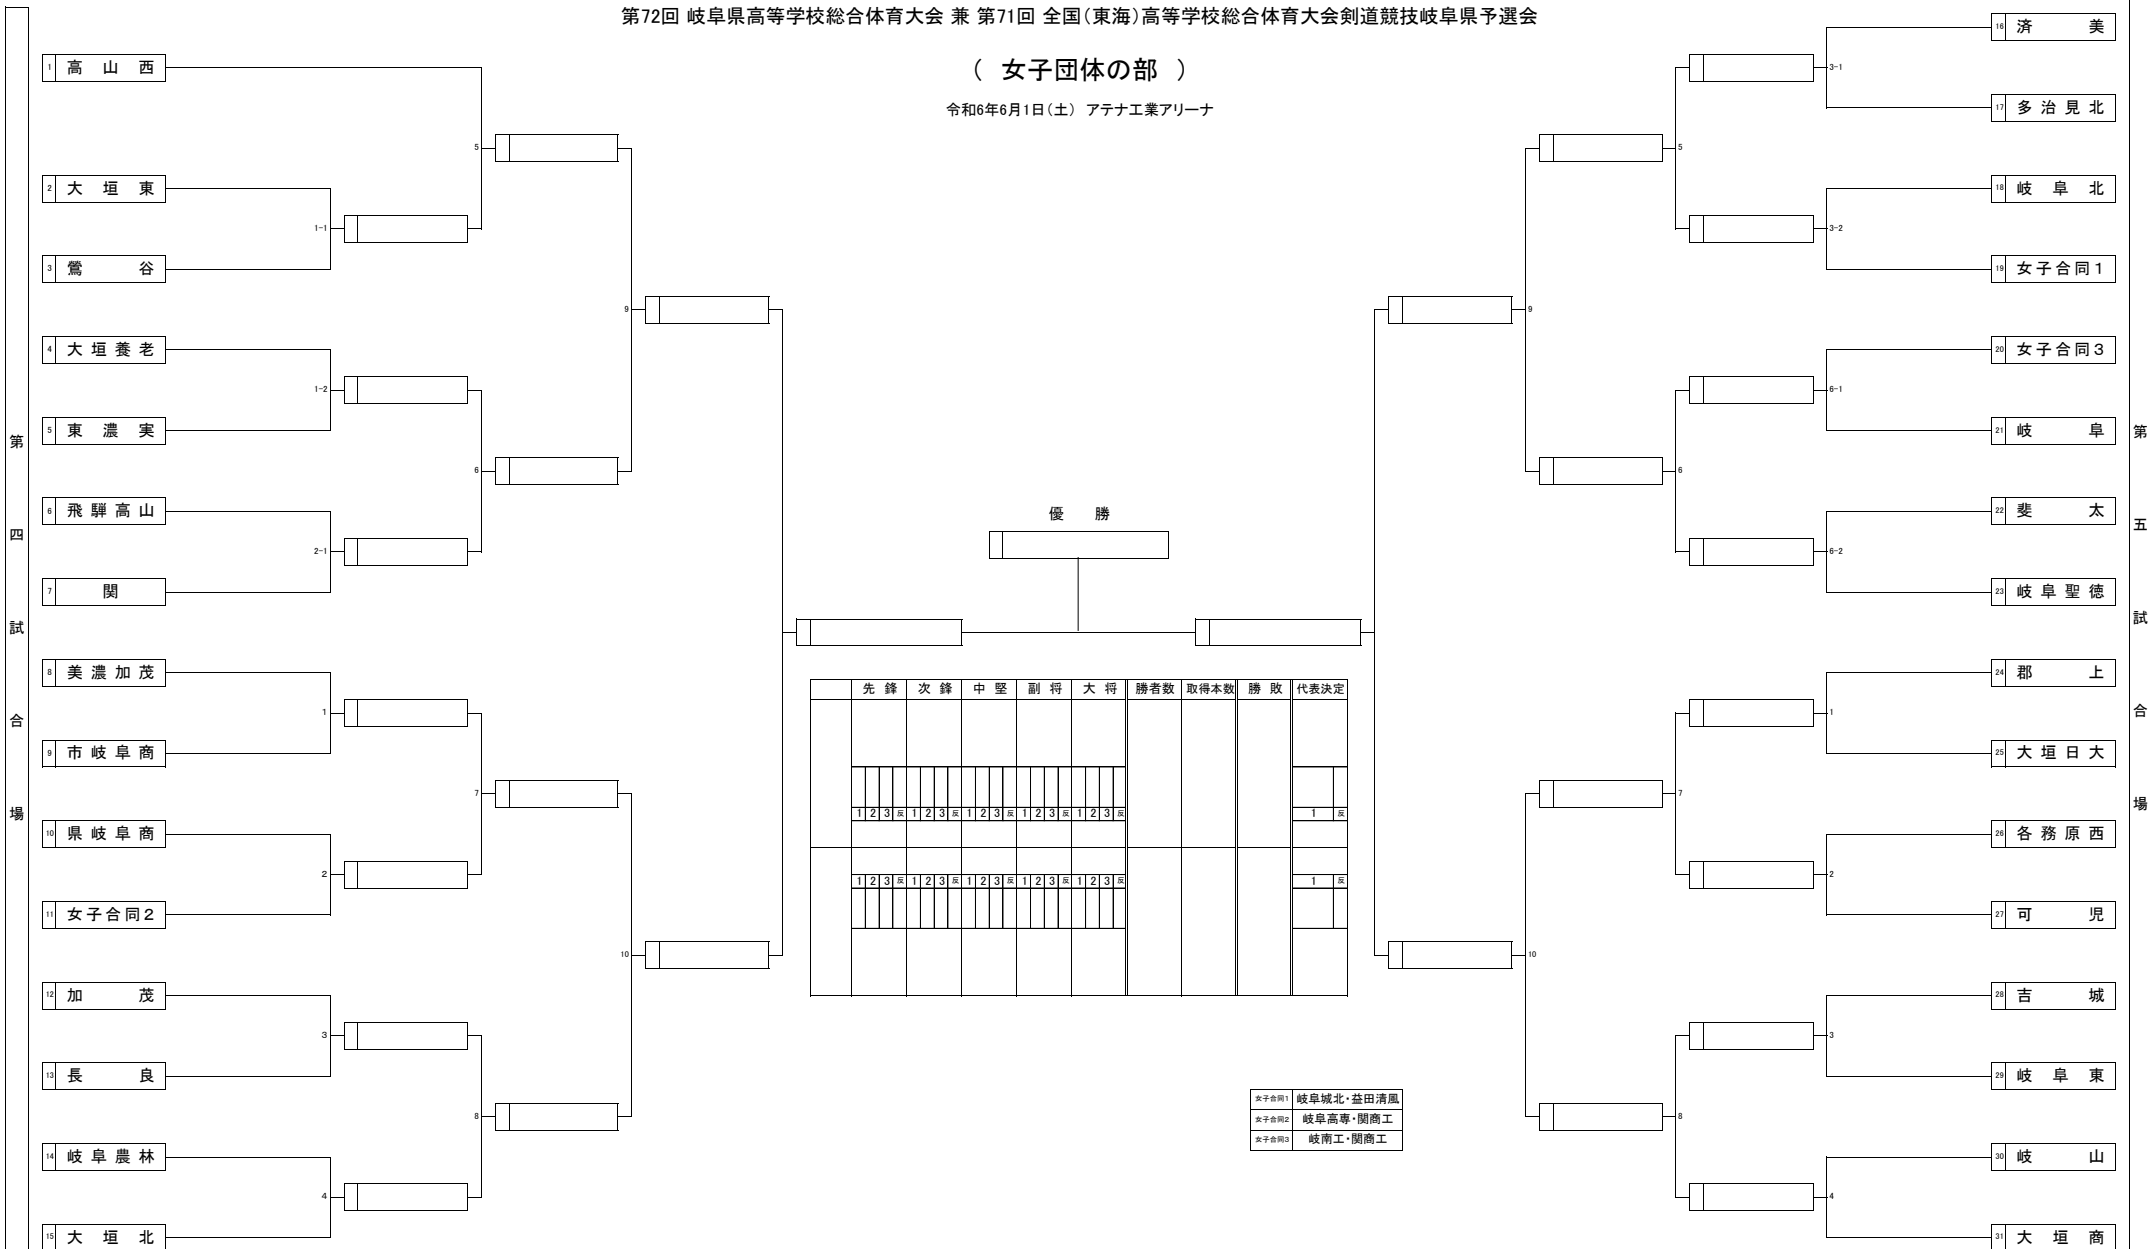 第72回 岐阜県高等学校総合体育大会 兼 第71回 全国(東海)高等学校総合体育大会剣道競技岐阜県予選会
( 女子団体の部 )
令和6年6月1日(土) アテナ工業アリーナ
第四試合場
1 高山西
2 大垣東
3 鶯谷
4 大垣養老
5 東濃実
6 飛騨高山
7 関
8 美濃加茂
9 市岐阜商
10 県岐阜商
11 女子合同2
12 加茂
13 長良
14 岐阜農林
15 大垣北
1-1
1-2
2-1
1
2
3
4
5
6
7
8
9
10
優勝
先鋒 次鋒 中堅 副将 大将 勝者数 取得本数 勝敗 代表決定
1 2 3 反 1 2 3 反 1 2 3 反 1 2 3 反 1 2 3 反 1 反
1 2 3 反 1 2 3 反 1 2 3 反 1 2 3 反 1 2 3 反 1 反
女子合同1 岐阜城北・益田清風
女子合同2 岐阜高専・関商工
女子合同3 岐南工・関商工
9
10
5
6
7
8
3-1
3-2
6-1
6-2
1
2
3
4
16 済美
17 多治見北
18 岐阜北
19 女子合同1
20 女子合同3
21 岐阜
22 斐太
23 岐阜聖徳
24 郡上
25 大垣日大
26 各務原西
27 可児
28 吉城
29 岐阜東
30 岐山
31 大垣商
第五試合場